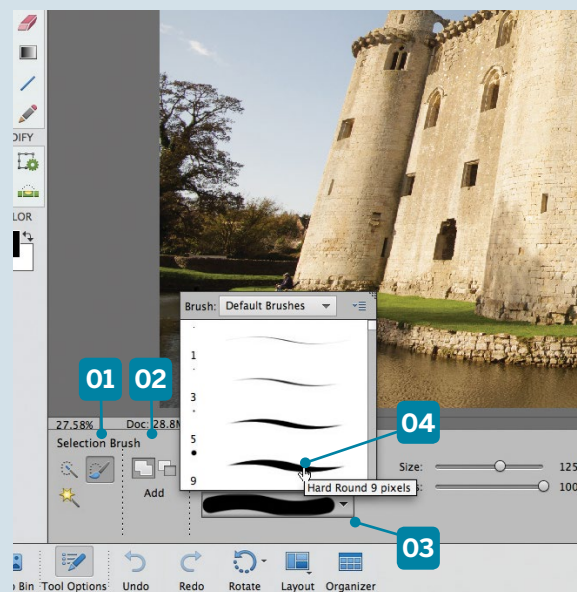 DIFY
LOR
Brush: Default Brushes
1
3
5
9
01
02
04
03
27.58%
Doc: 28.8M
Selection Brush
Add
Hard Round 9 pixels
Size:
125
100
Bin
Tool Options
Undo
Redo
Rotate
Layout
Organizer